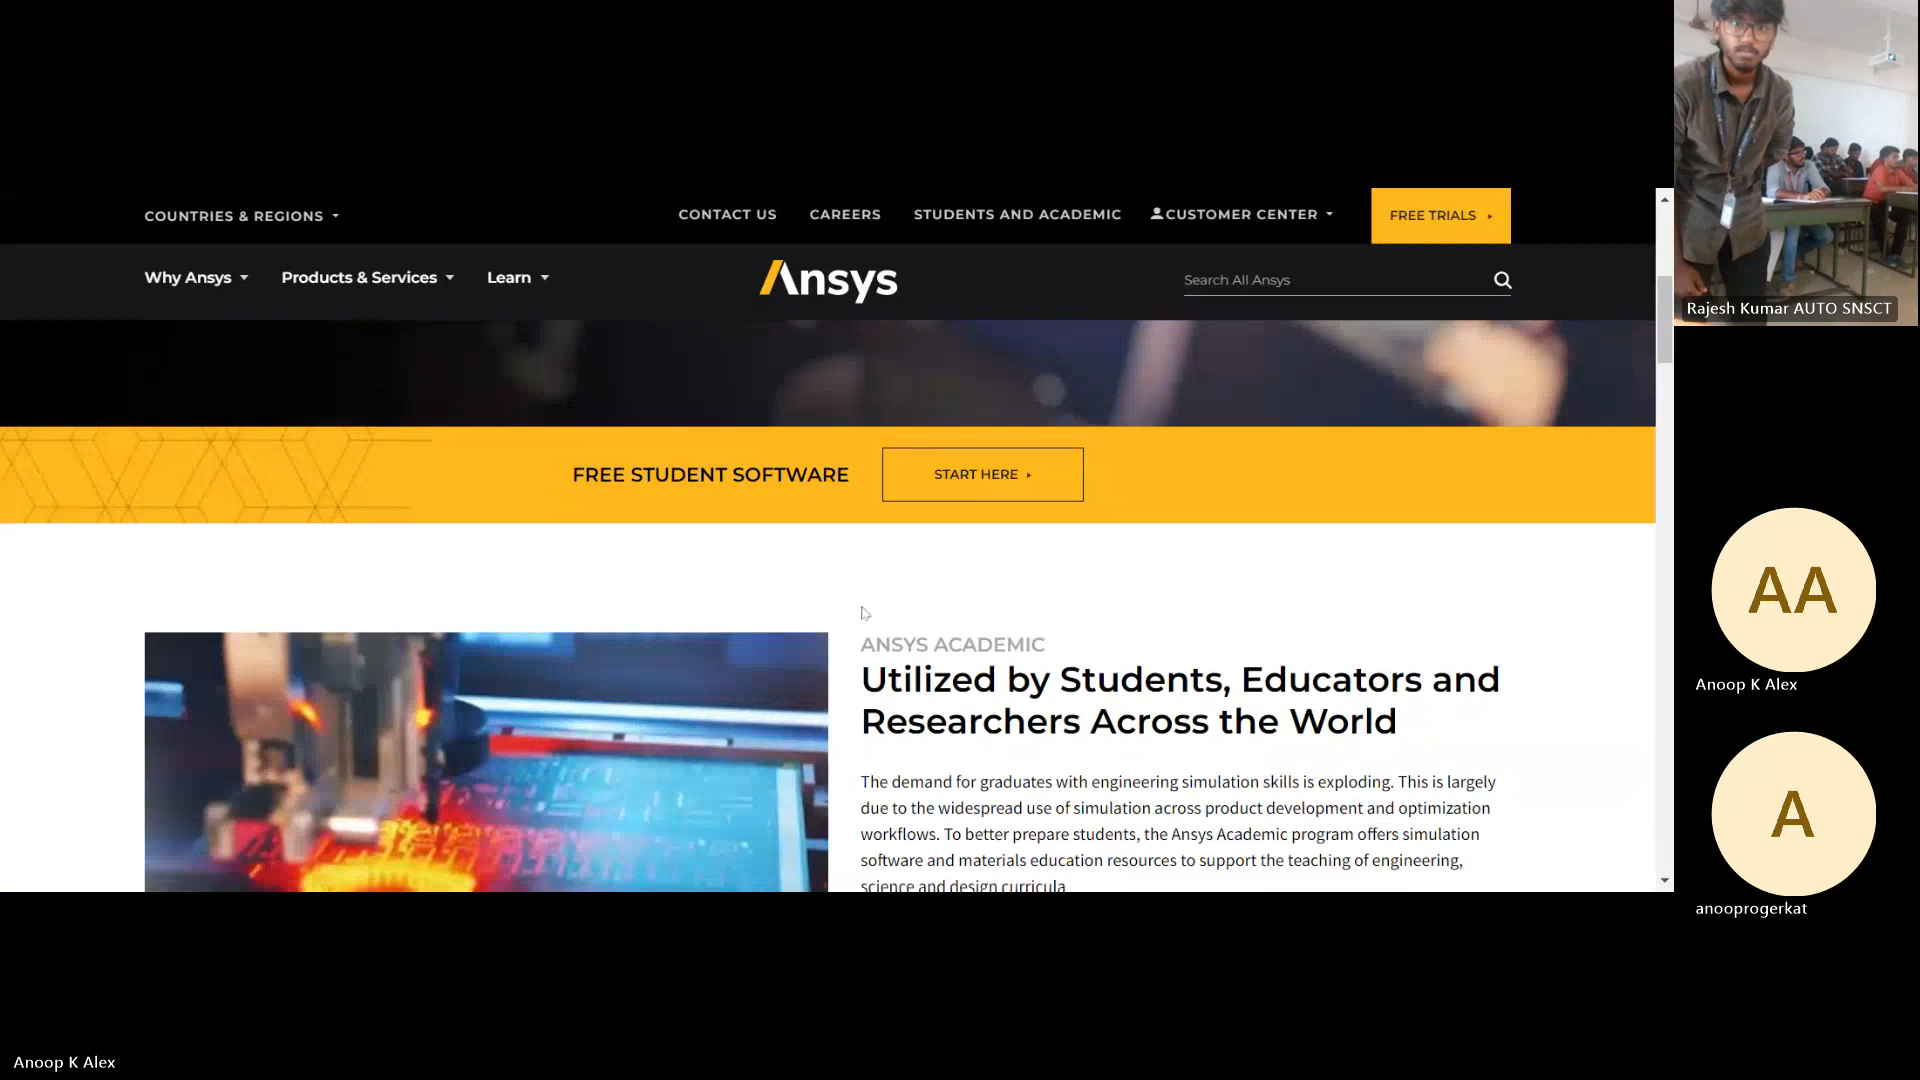 COUNTRIES & REGIONS
CONTACT US
CAREERS
STUDENTS AND ACADEMIC
CUSTOMER CENTER
FREE TRIALS
Why Ansys
Products & Services
Learn
Ansys
Search All Ansys
FREE STUDENT SOFTWARE
START HERE
ANSYS ACADEMIC
Utilized by Students, Educators and
Researchers Across the World
The demand for graduates with engineering simulation skills is exploding. This is largely
due to the widespread use of simulation across product development and optimization
workflows. To better prepare students, the Ansys Academic program offers simulation
software and materials education resources to support the teaching of engineering,
science and design curricula
Rajesh Kumar AUTO SNSCT
AA
Anoop K Alex
A
anooprogerkat
Anoop K Alex